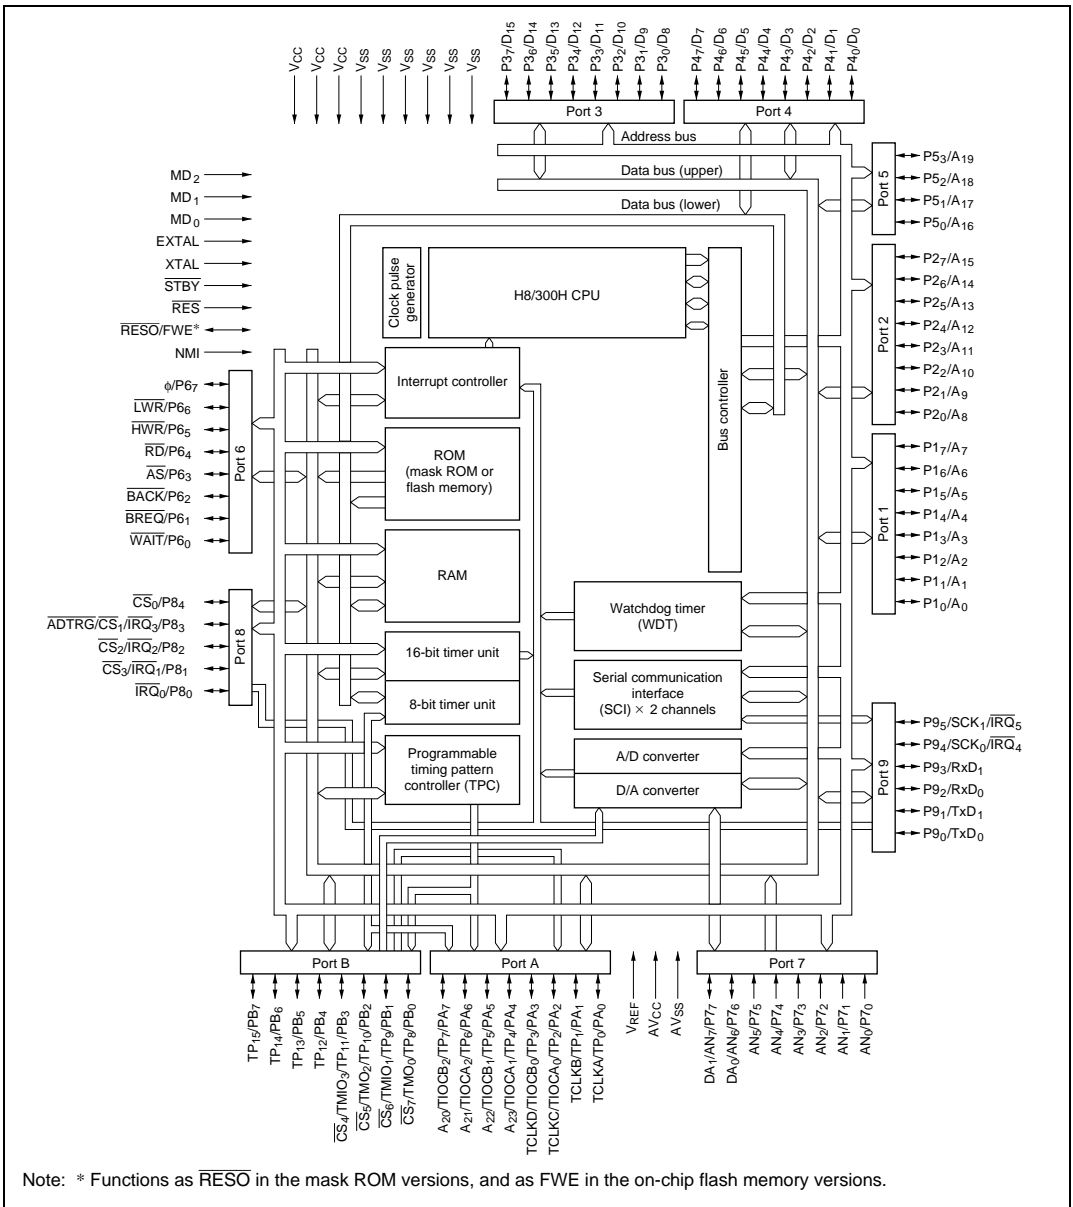 VCC
VCC
VCC
VSS
VSS
VSS
VSS
VSS
VSS
P37/D15
P36/D14
P35/D13
P34/D12
P33/D11
P32/D10
P31/D9
P30/D8
P47/D7
P46/D6
P45/D5
P44/D4
P43/D3
P42/D2
P41/D1
P40/D0
Port 3
Port 4
Address bus
Data bus (upper)
Data bus (lower)
MD2
MD1
MD0
EXTAL
XTAL
STBY
RES
RESO/FWE*
NMI
φ/P67
LWR/P66
HWR/P65
RD/P64
AS/P63
BACK/P62
BREQ/P61
WAIT/P60
Port 6
CS0/P84
ADTRG/CS1/IRQ3/P83
CS2/IRQ2/P82
CS3/IRQ1/P81
IRQ0/P80
Port 8
Clock pulse
generator
H8/300H CPU
Interrupt controller
ROM
(mask ROM or
flash memory)
RAM
16-bit timer unit
8-bit timer unit
Programmable
timing pattern
controller (TPC)
Bus controller
Watchdog timer
(WDT)
Serial communication
interface
(SCI) × 2 channels
A/D converter
D/A converter
Port 5
P53/A19
P52/A18
P51/A17
P50/A16
Port 2
P27/A15
P26/A14
P25/A13
P24/A12
P23/A11
P22/A10
P21/A9
P20/A8
Port 1
P17/A7
P16/A6
P15/A5
P14/A4
P13/A3
P12/A2
P11/A1
P10/A0
Port 9
P95/SCK1/IRQ5
P94/SCK0/IRQ4
P93/RxD1
P92/RxD0
P91/TxD1
P90/TxD0
Port B
Port A
Port 7
TP15/PB7
TP14/PB6
TP13/PB5
TP12/PB4
CS4/TMIO3/TP11/PB3
CS5/TMO2/TP10/PB2
CS6/TMIO1/TP9/PB1
CS7/TMO0/TP8/PB0
A20/TIOCB2/TP7/PA7
A21/TIOCA2/TP6/PA6
A22/TIOCB1/TP5/PA5
A23/TIOCA1/TP4/PA4
TCLKD/TIOCB0/TP3/PA3
TCLKC/TIOCA0/TP2/PA2
TCLKB/TP1/PA1
TCLKA/TP0/PA0
VREF
AVCC
AVSS
DA1/AN7/P77
DA0/AN6/P76
AN5/P75
AN4/P74
AN3/P73
AN2/P72
AN1/P71
AN0/P70
Note: * Functions as RESO in the mask ROM versions, and as FWE in the on-chip flash memory versions.